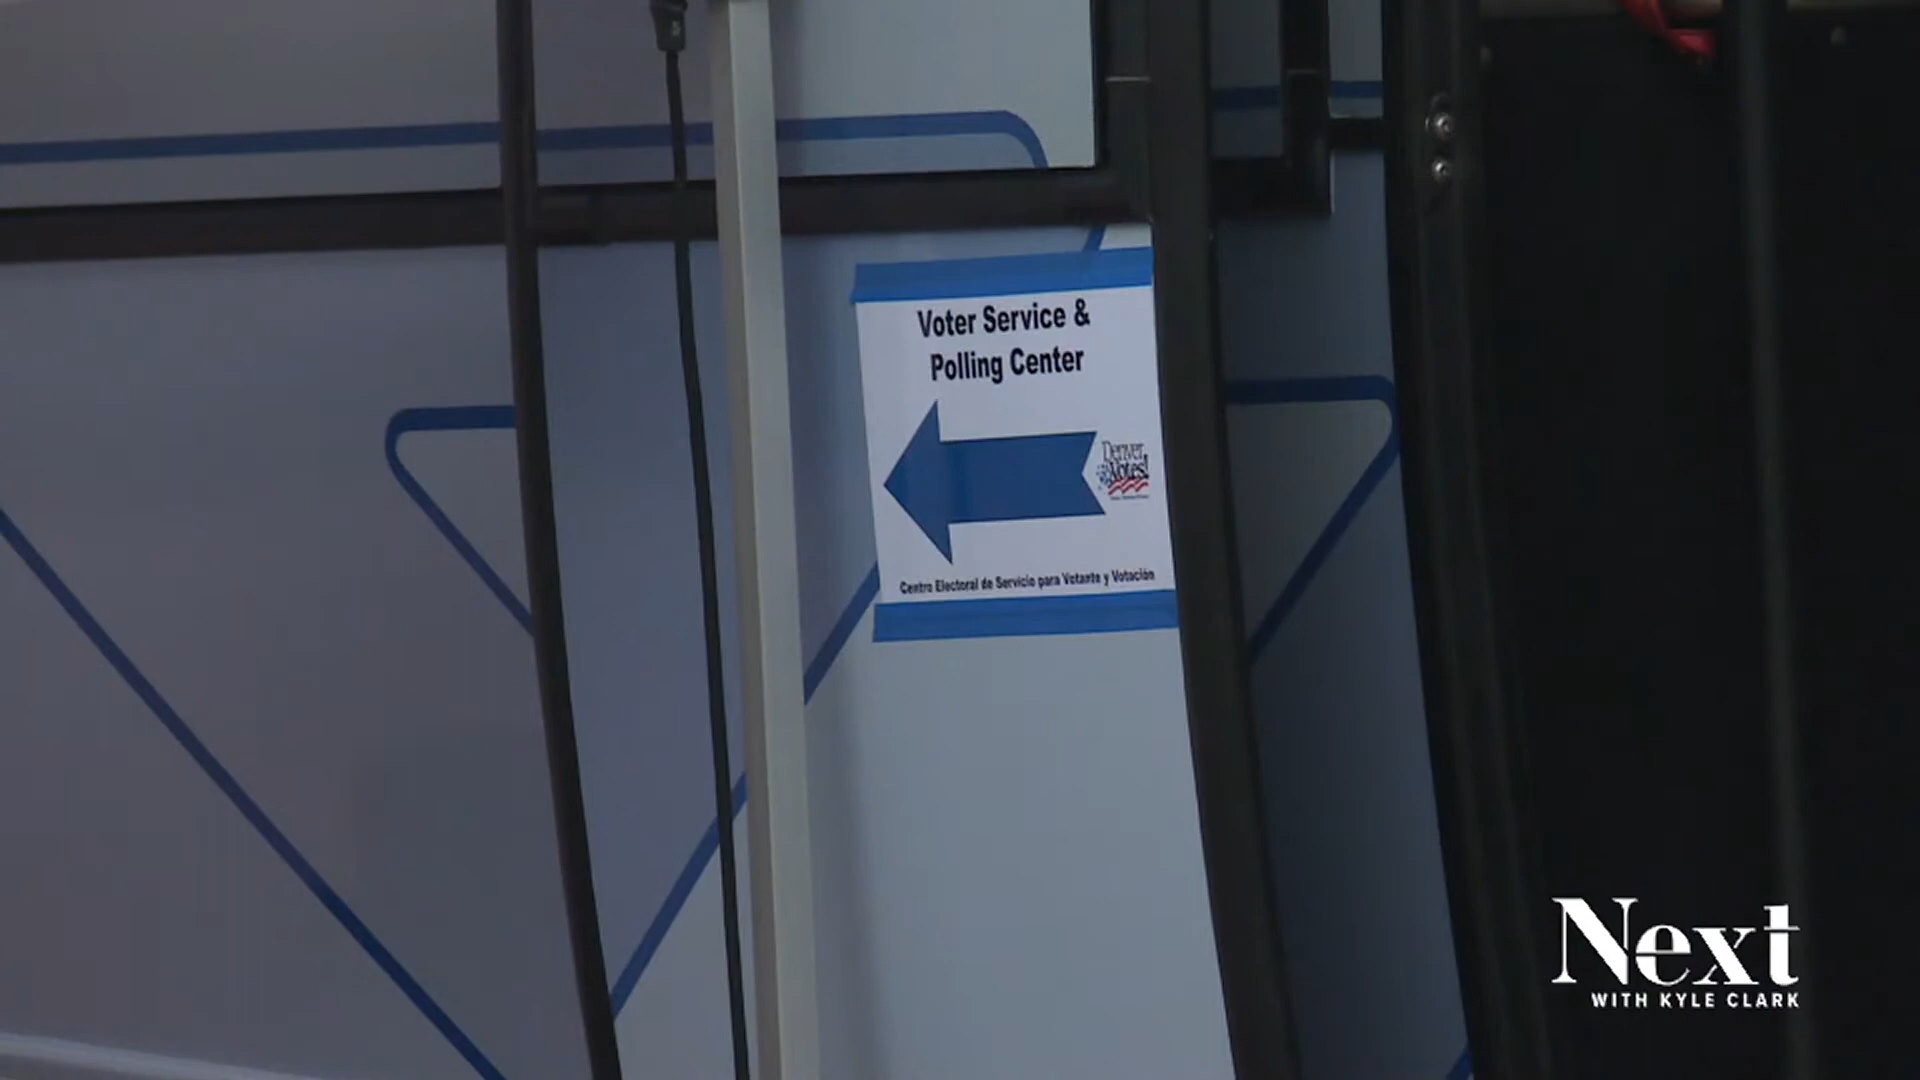 Voter Service &
Polling Center
Denver
Votes!
Centro Electoral de Servicio para Votante y Votación
Next
WITH KYLE CLARK